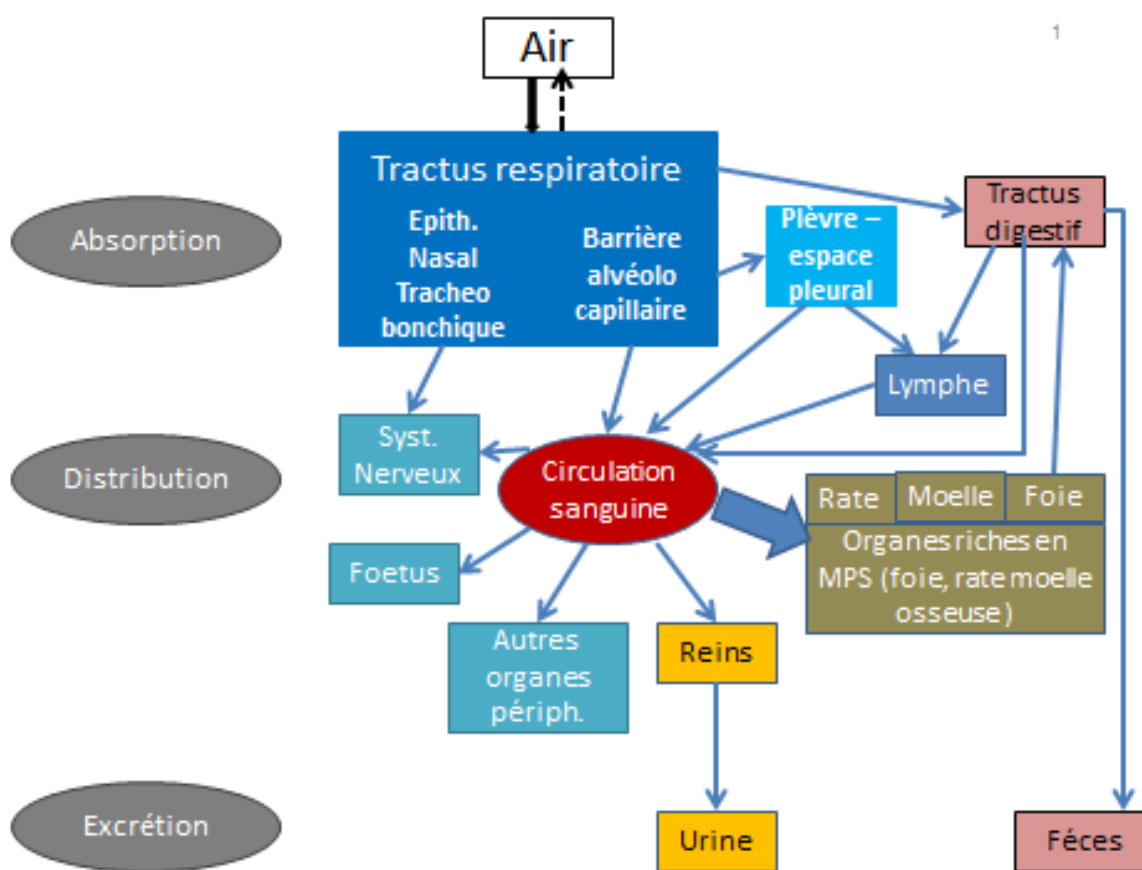 1
Air
Tractus respiratoire
Epith.
Nasal
Tracheo
bonchique
Barrière
alvéolo
capillaire
Plèvre –
espace
pleural
Tractus
digestif
Absorption
Lymphe
Syst.
Nerveux
Distribution
Circulation
sanguine
Rate
Moelle
Foie
Organes riches en
MPS (foie, rate moelle
osseuse)
Foetus
Autres
organes
périph.
Reins
Excrétion
Urine
Féces